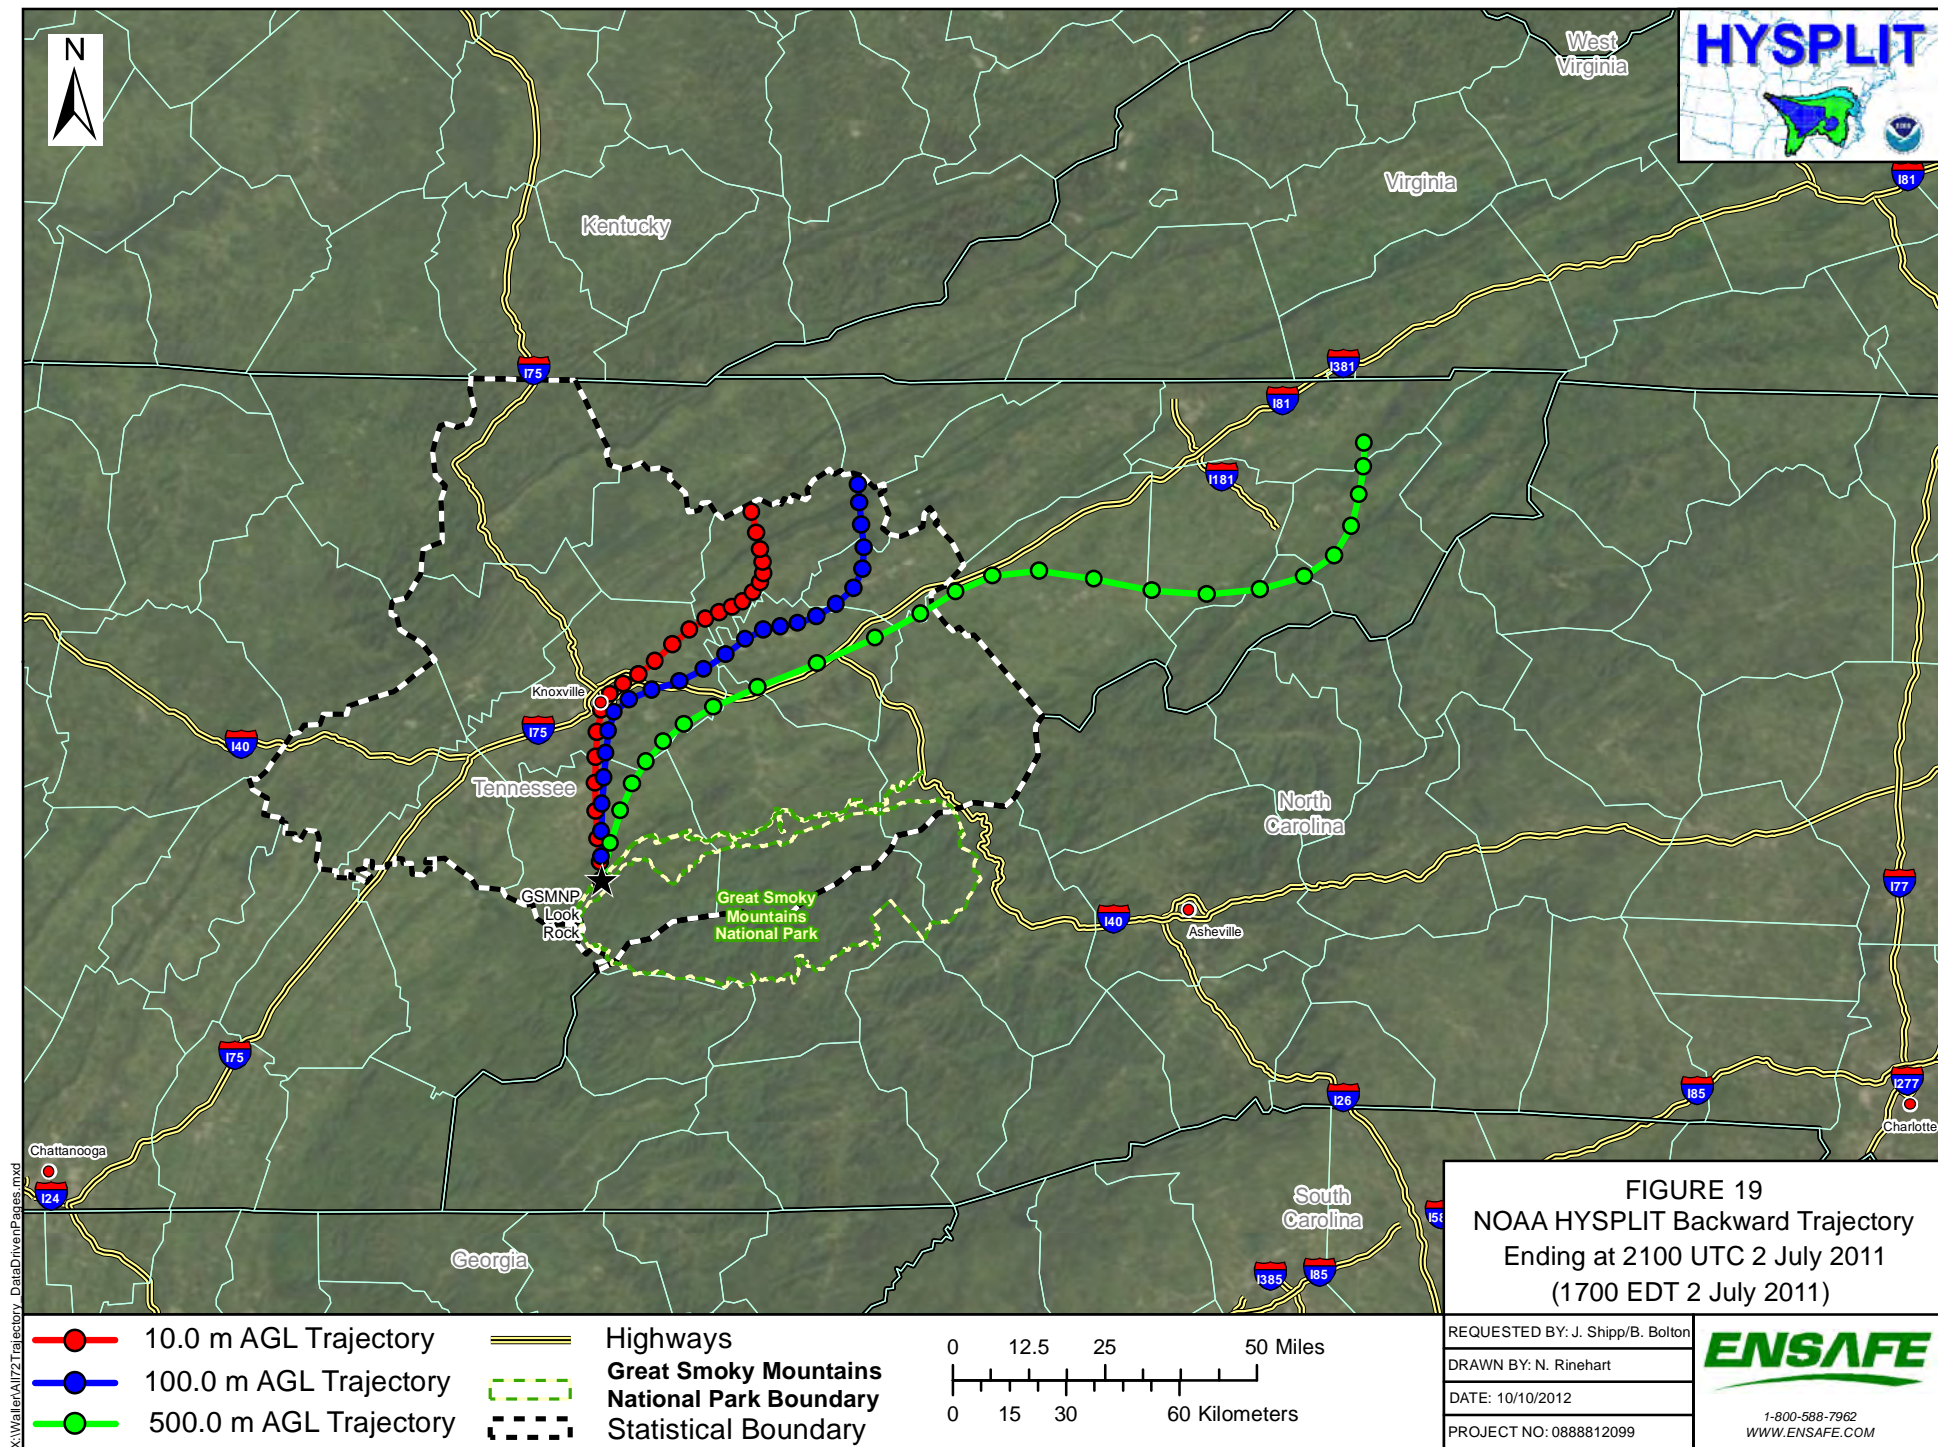 N
HYSPLIT
West
Virginia
Virginia
I81
Kentucky
I75
I381
I81
I181
Knoxville
I75
I40
Tennessee
North
Carolina
GSMNP
Look
Rock
Great Smoky
Mountains
National Park
I40
Asheville
I77
I75
I26
I85
I277
Charlotte
Chattanooga
I24
South
Carolina
I58
Georgia
I385
I85
X:\Waller\All72Trajectory_DataDrivenPages.mxd
FIGURE 19
NOAA HYSPLIT Backward Trajectory
Ending at 2100 UTC 2 July 2011
(1700 EDT 2 July 2011)
10.0 m AGL Trajectory
100.0 m AGL Trajectory
500.0 m AGL Trajectory
Highways
Great Smoky Mountains
National Park Boundary
Statistical Boundary
0 12.5 25 50 Miles
0 15 30 60 Kilometers
REQUESTED BY: J. Shipp/B. Bolton
DRAWN BY: N. Rinehart
DATE: 10/10/2012
PROJECT NO: 0888812099
ENSAFE
1-800-588-7962
WWW.ENSAFE.COM